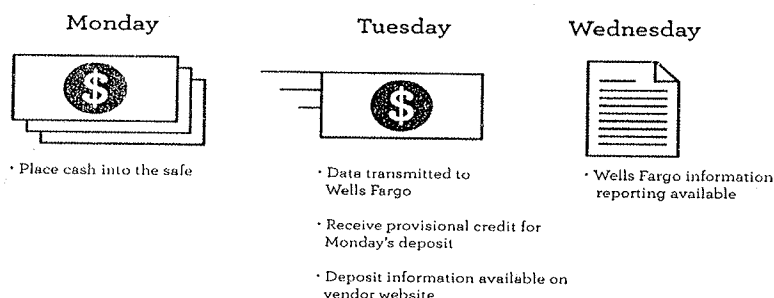 Monday
$
· Place cash into the safe
Tuesday
$
· Data transmitted to
Wells Fargo
· Receive provisional credit for
Monday's deposit
· Deposit information available on
vendor website
Wednesday
· Wells Fargo information
reporting available